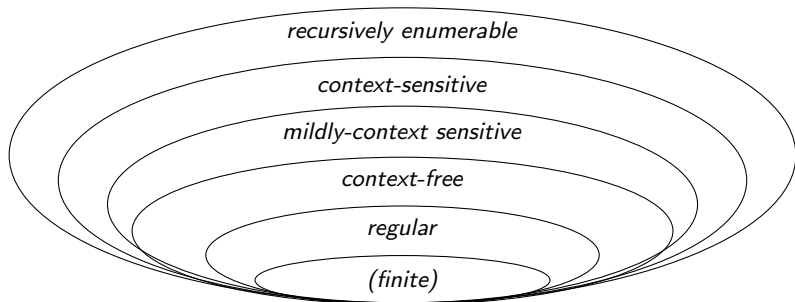 recursively enumerable
context-sensitive
mildly-context sensitive
context-free
regular
(finite)